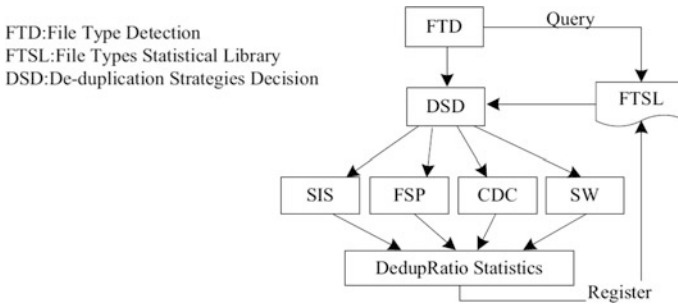 FTD:File Type Detection
FTSL:File Types Statistical Library
DSD:De-duplication Strategies Decision
FTD
Query
DSD
FTSL
SIS
FSP
CDC
SW
DedupRatio Statistics
Register